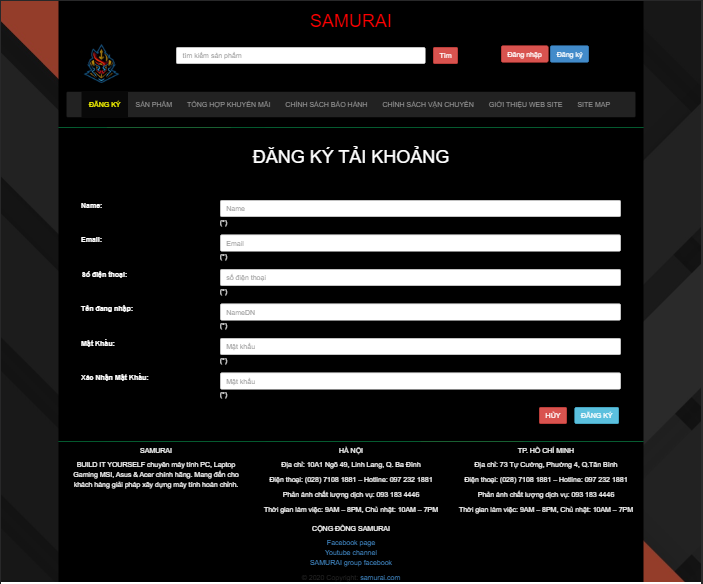 SAMURAI
tìm kiếm sản phẩm
Tìm
Đăng nhập
Đăng ký
ĐĂNG KÝ
SẢN PHẨM
TỔNG HỢP KHUYẾN MÃI
CHÍNH SÁCH BẢO HÀNH
CHÍNH SÁCH VẬN CHUYỂN
GIỚI THIỆU WEB SITE
SITE MAP
ĐĂNG KÝ TẢI KHOẢNG
Name:
Name
(*)
Email:
Email
(*)
Số điện thoại:
số điện thoại
(*)
Tên đang nhập:
NameDN
(*)
Mật Khẩu:
Mật khẩu
(*)
Xáo Nhận Mật Khẩu:
Mật khẩu
(*)
HỦY
ĐĂNG KÝ
SAMURAI
BUILD IT YOURSELF chuyên máy tính PC, Laptop
Gaming MSI, Asus & Acer chính hãng. Mang đến cho
khách hàng giải pháp xây dựng máy tính hoàn chỉnh.
HÀ NỘI
Địa chỉ: 10A1 Ngõ 49, Linh Lang, Q. Ba Đình
Điện thoại: (028) 7108 1881 – Hotline: 097 232 1881
Phản ánh chất lượng dịch vụ: 093 183 4446
Thời gian làm việc: 9AM – 8PM, Chủ nhật: 10AM – 7PM
TP. HỒ CHÍ MINH
Địa chỉ: 73 Tự Cường, Phường 4, Q.Tân Bình
Điện thoại: (028) 7108 1881 – Hotline: 097 232 1881
Phản ánh chất lượng dịch vụ: 093 183 4446
Thời gian làm việc: 9AM – 8PM, Chủ nhật: 10AM – 7PM
CỘNG ĐỒNG SAMURAI
Facebook page
Youtube channel
SAMURAI group facebook
© 2020 Copyright: samurai.com